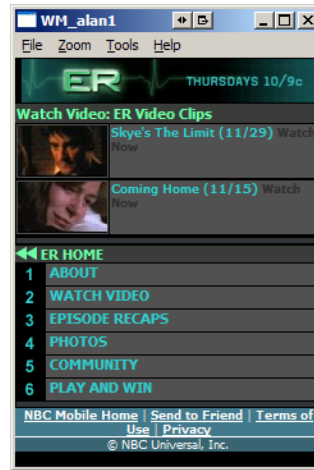 WM_alan1
File Zoom Tools Help
ER THURSDAYS 10/9c
Watch Video: ER Video Clips
Skye's The Limit (11/29) Watch
Now
Coming Home (11/15) Watch
Now
ER HOME
1 ABOUT
2 WATCH VIDEO
3 EPISODE RECAPS
4 PHOTOS
5 COMMUNITY
6 PLAY AND WIN
NBC Mobile Home | Send to Friend | Terms of
Use | Privacy
© NBC Universal, Inc.